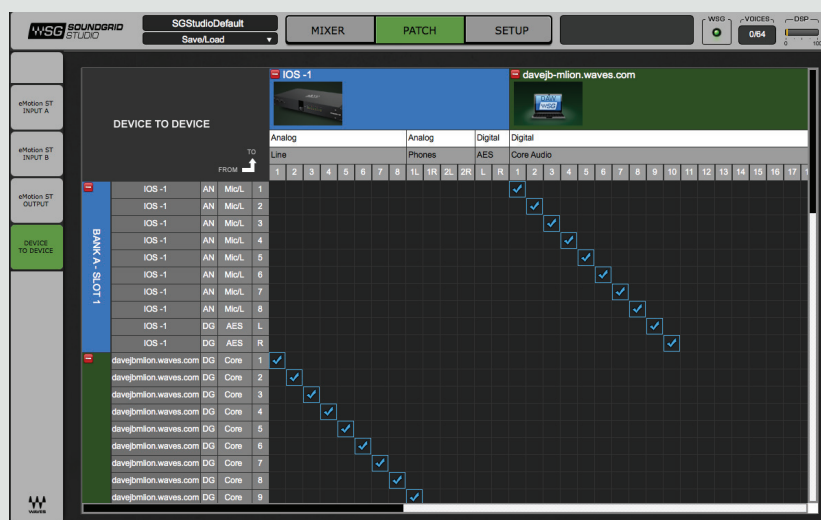 WSG SOUNDGRID STUDIO
SGStudioDefault
Save/Load
MIXER PATCH SETUP
WSG VOICES DSP
0/64
0 100
eMotion ST INPUT A
eMotion ST INPUT B
eMotion ST OUTPUT
DEVICE TO DEVICE
WAVES
DEVICE TO DEVICE
TO
FROM
IOS -1
davejb-mlion.waves.com
DAW
WSG
Analog Analog Digital Digital
Line Phones AES Core Audio
1 2 3 4 5 6 7 8 1L 1R 2L 2R L R 1 2 3 4 5 6 7 8 9 10 11 12 13 14 15 16 17 1
BANK A - SLOT 1
IOS -1 AN Mic/L 1
IOS -1 AN Mic/L 2
IOS -1 AN Mic/L 3
IOS -1 AN Mic/L 4
IOS -1 AN Mic/L 5
IOS -1 AN Mic/L 6
IOS -1 AN Mic/L 7
IOS -1 AN Mic/L 8
IOS -1 DG AES L
IOS -1 DG AES R
davejbmlion.waves.com DG Core 1
davejbmlion.waves.com DG Core 2
davejbmlion.waves.com DG Core 3
davejbmlion.waves.com DG Core 4
davejbmlion.waves.com DG Core 5
davejbmlion.waves.com DG Core 6
davejbmlion.waves.com DG Core 7
davejbmlion.waves.com DG Core 8
davejbmlion.waves.com DG Core 9